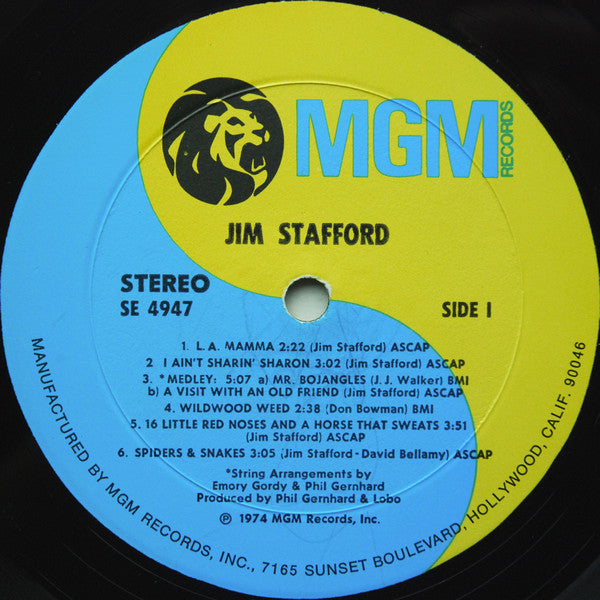 MGM
RECORDS
JIM STAFFORD
STEREO
SE 4947
SIDE 1
1. L.A. MAMMA 2:22 (Jim Stafford) ASCAP
2 I AIN'T SHARIN' SHARON 3:02 (Jim Stafford) ASCAP
3. *MEDLEY: 5:07 a) MR. BOJANGLES (J. J. Walker) BMI
b) A VISIT WITH AN OLD FRIEND (Jim Stafford) ASCAP
4. WILDWOOD WEED 2:38 (Don Bowman) BMI
5. 16 LITTLE RED NOSES AND A HORSE THAT SWEATS 3:51
(Jim Stafford) ASCAP
6. SPIDERS & SNAKES 3:05 (Jim Stafford-David Bellamy) ASCAP
*String Arrangements by
Emory Gordy & Phil Gernhard
Produced by Phil Gernhard & Lobo
℗ 1974 MGM Records, Inc.
MANUFACTURED BY MGM RECORDS, INC., 7165 SUNSET BOULEVARD, HOLLYWOOD, CALIF. 90046